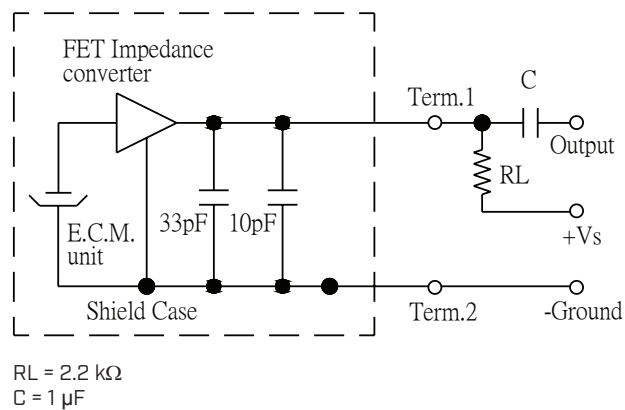 FET Impedance
converter
C
Term.1
Output
RL
33pF
10pF
+Vs
E.C.M.
unit
Shield Case
Term.2
-Ground
RL = 2.2 kΩ
C = 1 µF